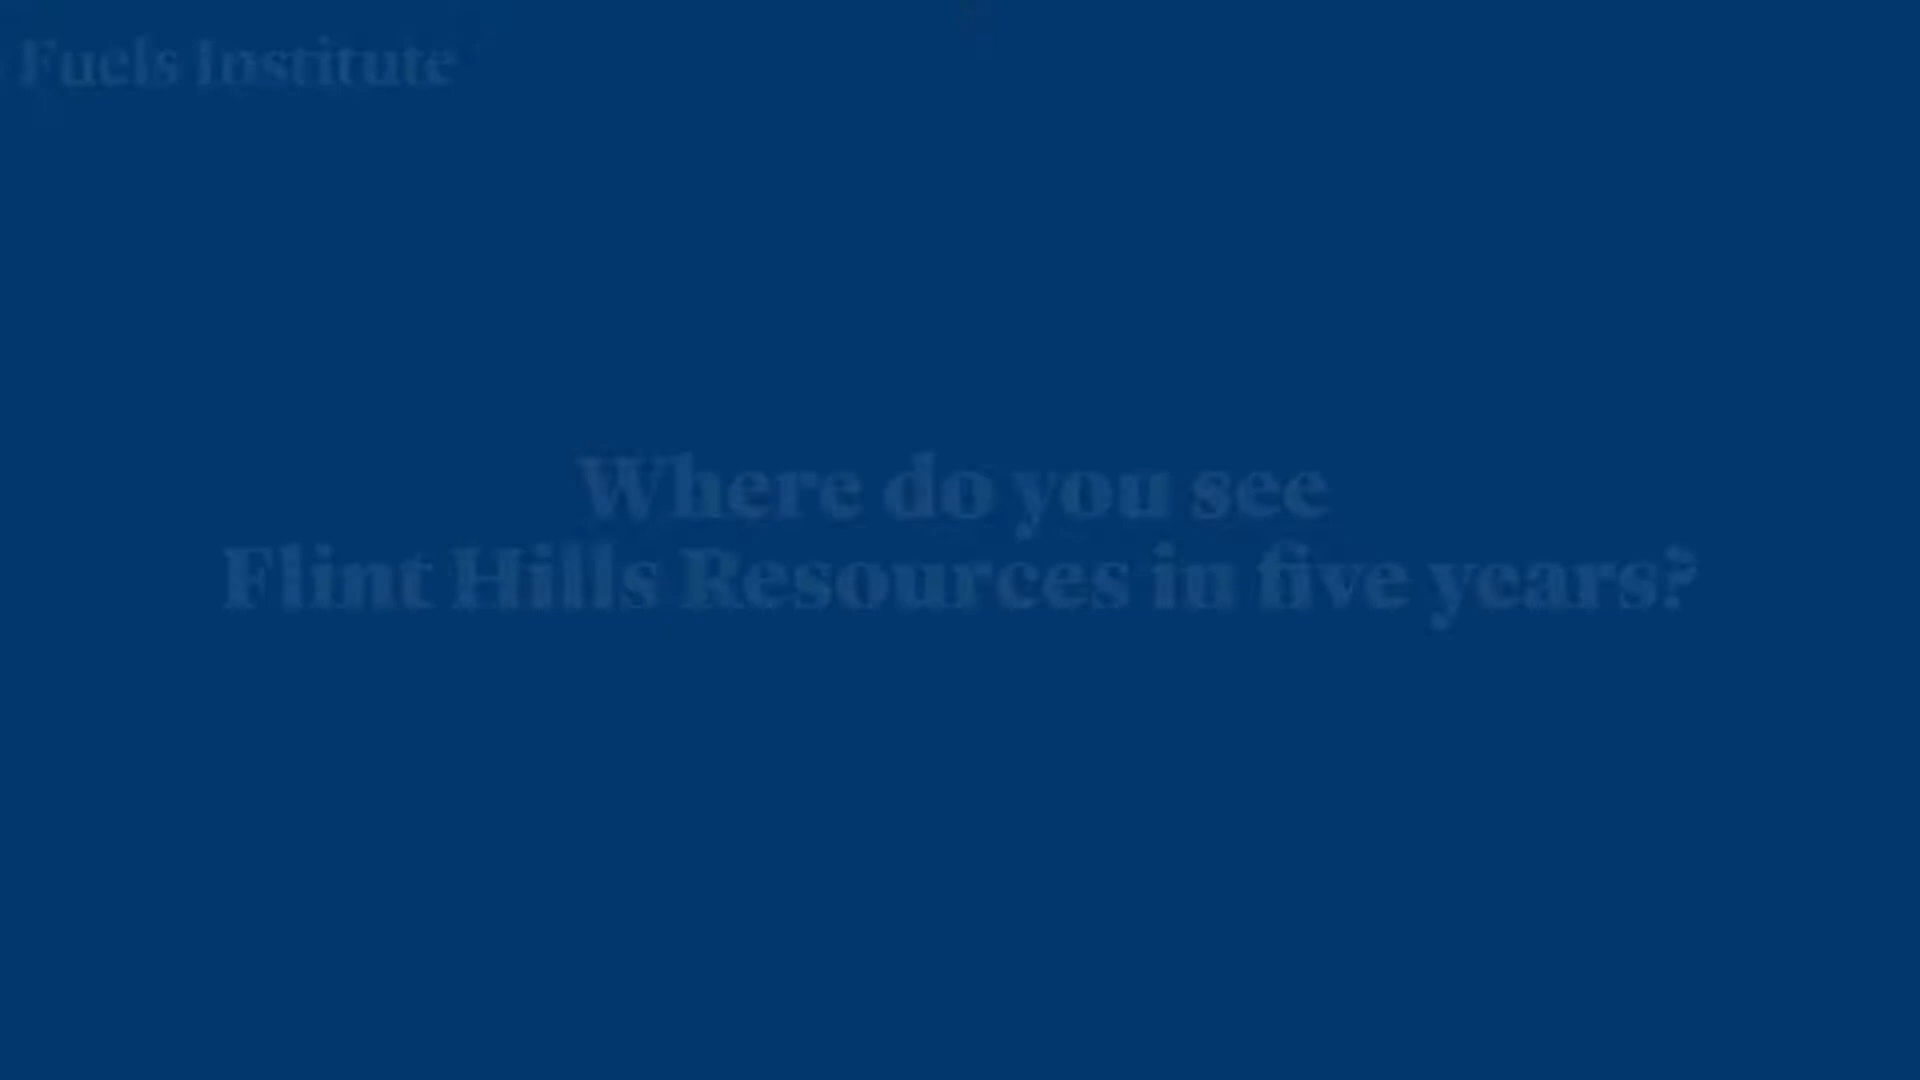 Fuels Institute
Where do you see
Flint Hills Resources in five years?